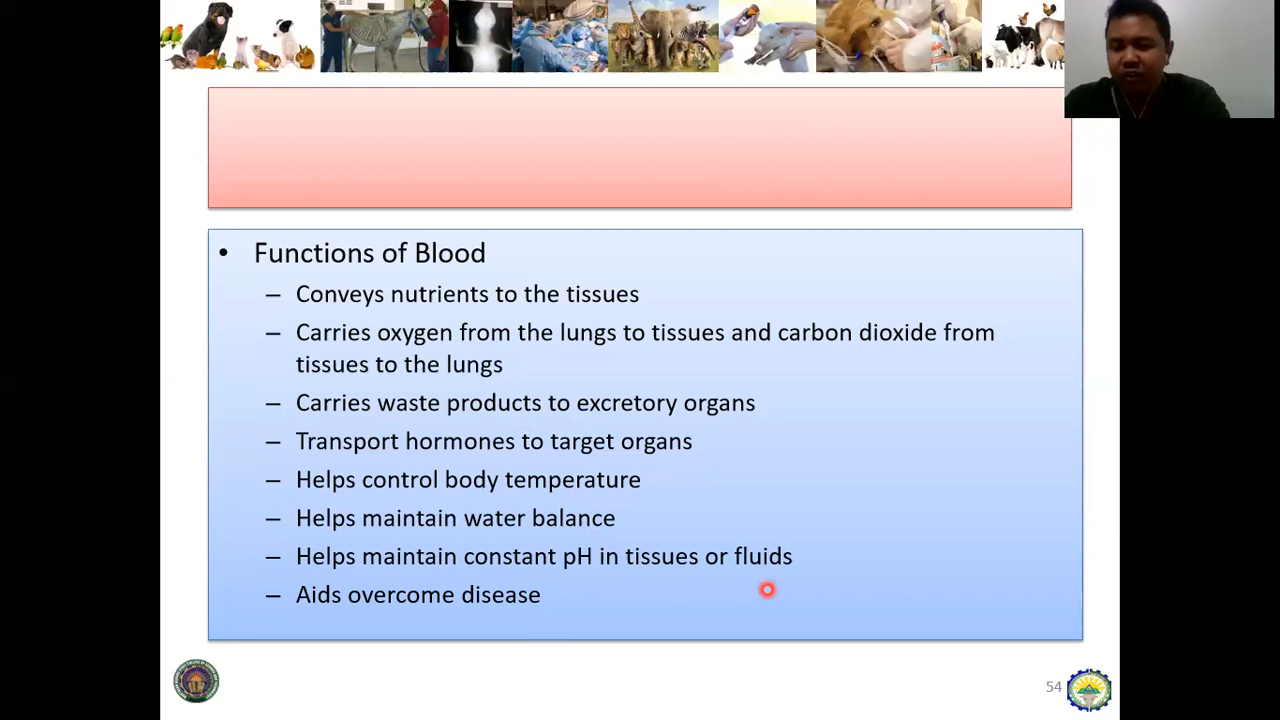 • Functions of Blood
– Conveys nutrients to the tissues
– Carries oxygen from the lungs to tissues and carbon dioxide from
tissues to the lungs
– Carries waste products to excretory organs
– Transport hormones to target organs
– Helps control body temperature
– Helps maintain water balance
– Helps maintain constant pH in tissues or fluids
– Aids overcome disease
54